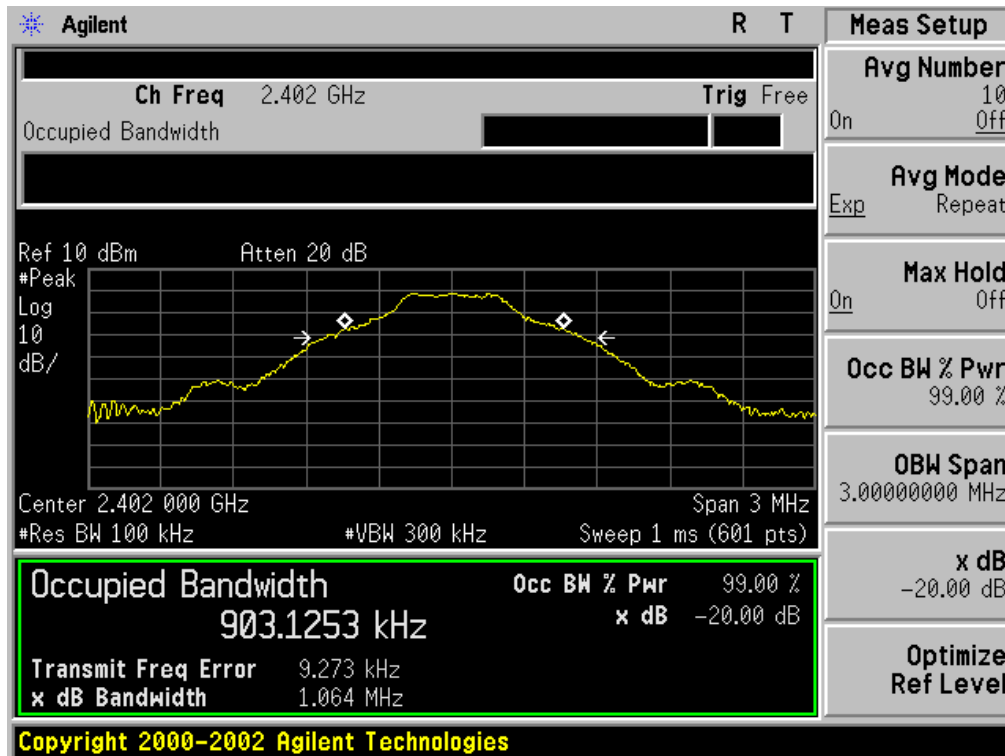 Agilent
R T
Ch Freq 2.402 GHz
Trig Free
Occupied Bandwidth
Ref 10 dBm
Atten 20 dB
#Peak
Log
10
dB/
Center 2.402 000 GHz
Span 3 MHz
#Res BW 100 kHz
#VBW 300 kHz
Sweep 1 ms (601 pts)
Occupied Bandwidth
903.1253 kHz
Occ BW % Pwr 99.00 %
x dB -20.00 dB
Transmit Freq Error 9.273 kHz
x dB Bandwidth 1.064 MHz
Copyright 2000-2002 Agilent Technologies
Meas Setup
Avg Number
10
On Off
Avg Mode
Exp Repeat
Max Hold
On Off
Occ BW % Pwr
99.00 %
OBW Span
3.00000000 MHz
x dB
-20.00 dB
Optimize
Ref Level